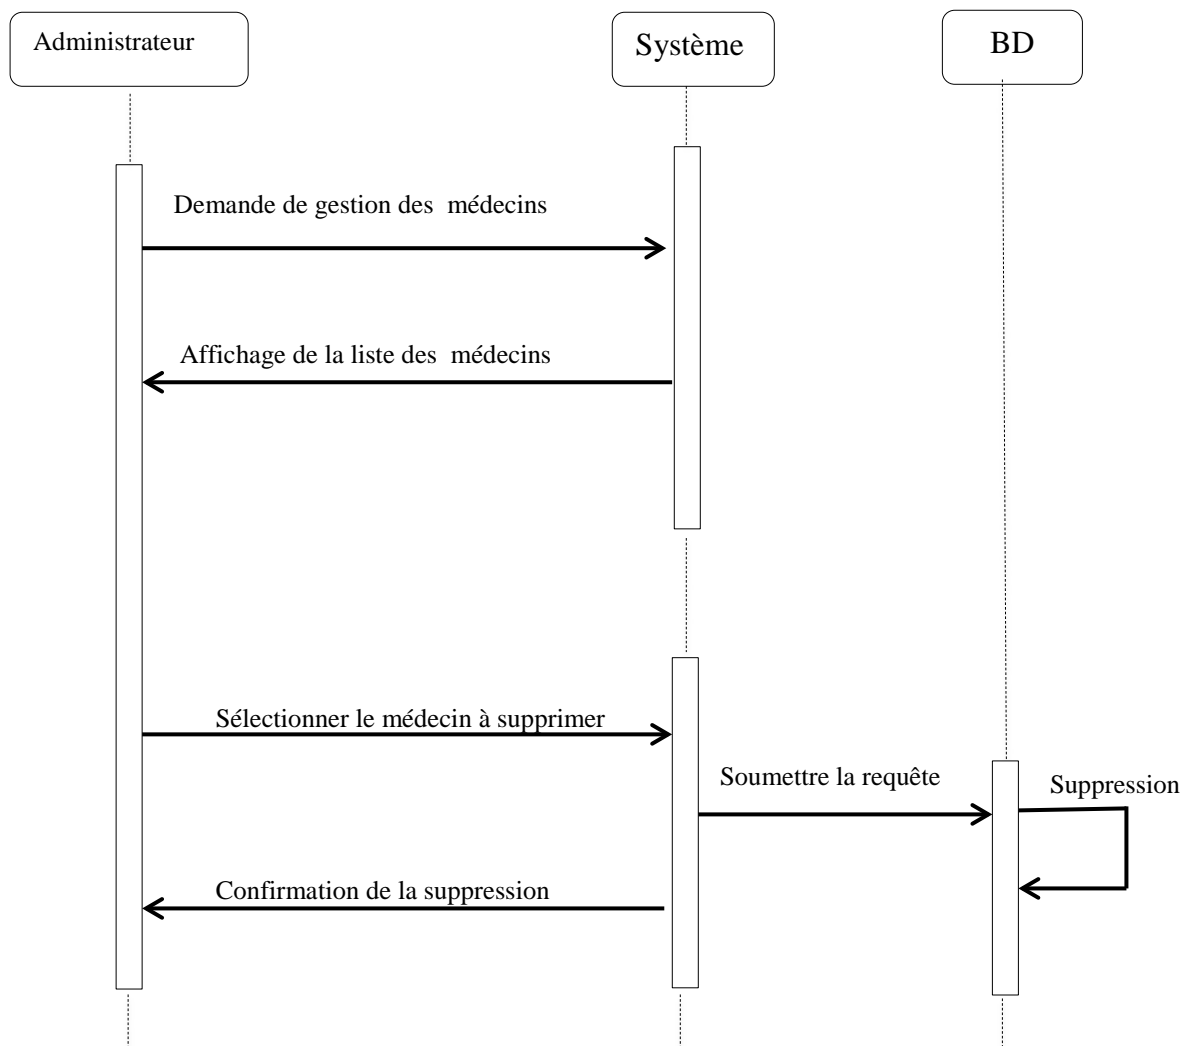 Administrateur
Système
BD
Demande de gestion des  médecins
Affichage de la liste des  médecins
Sélectionner le médecin à supprimer
Soumettre la requête
Suppression
Confirmation de la suppression